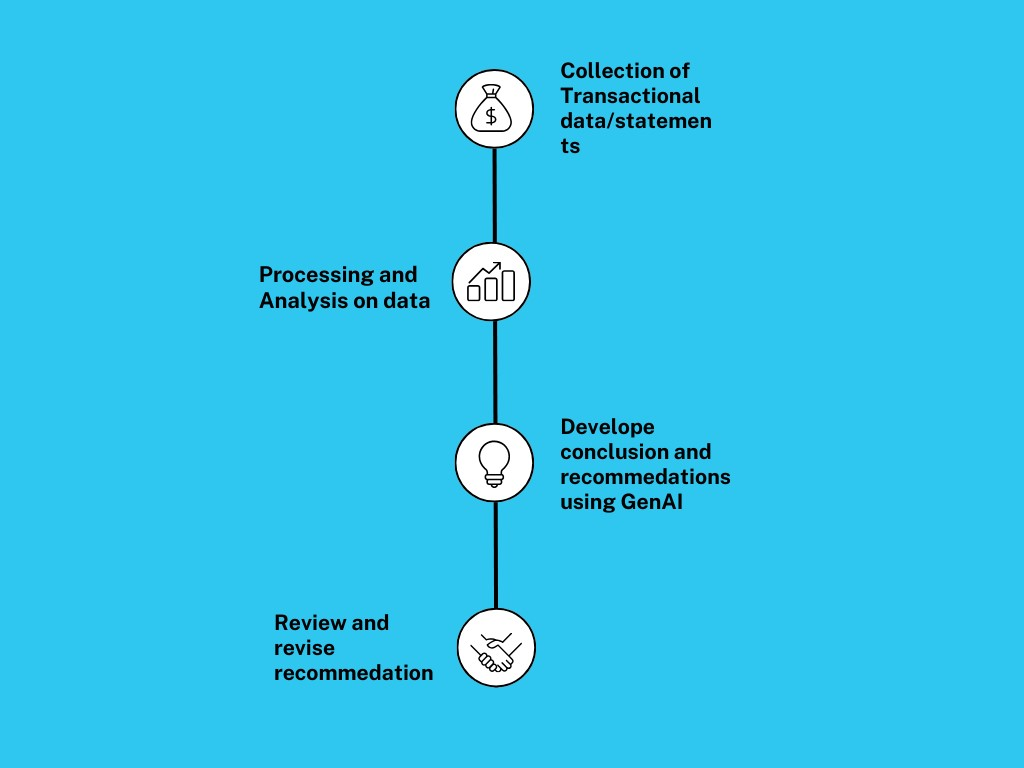 Collection of
Transactional
data/statemen
ts
Processing and
Analysis on data
Develope
conclusion and
recommedations
using GenAI
Review and
revise
recommedation
$